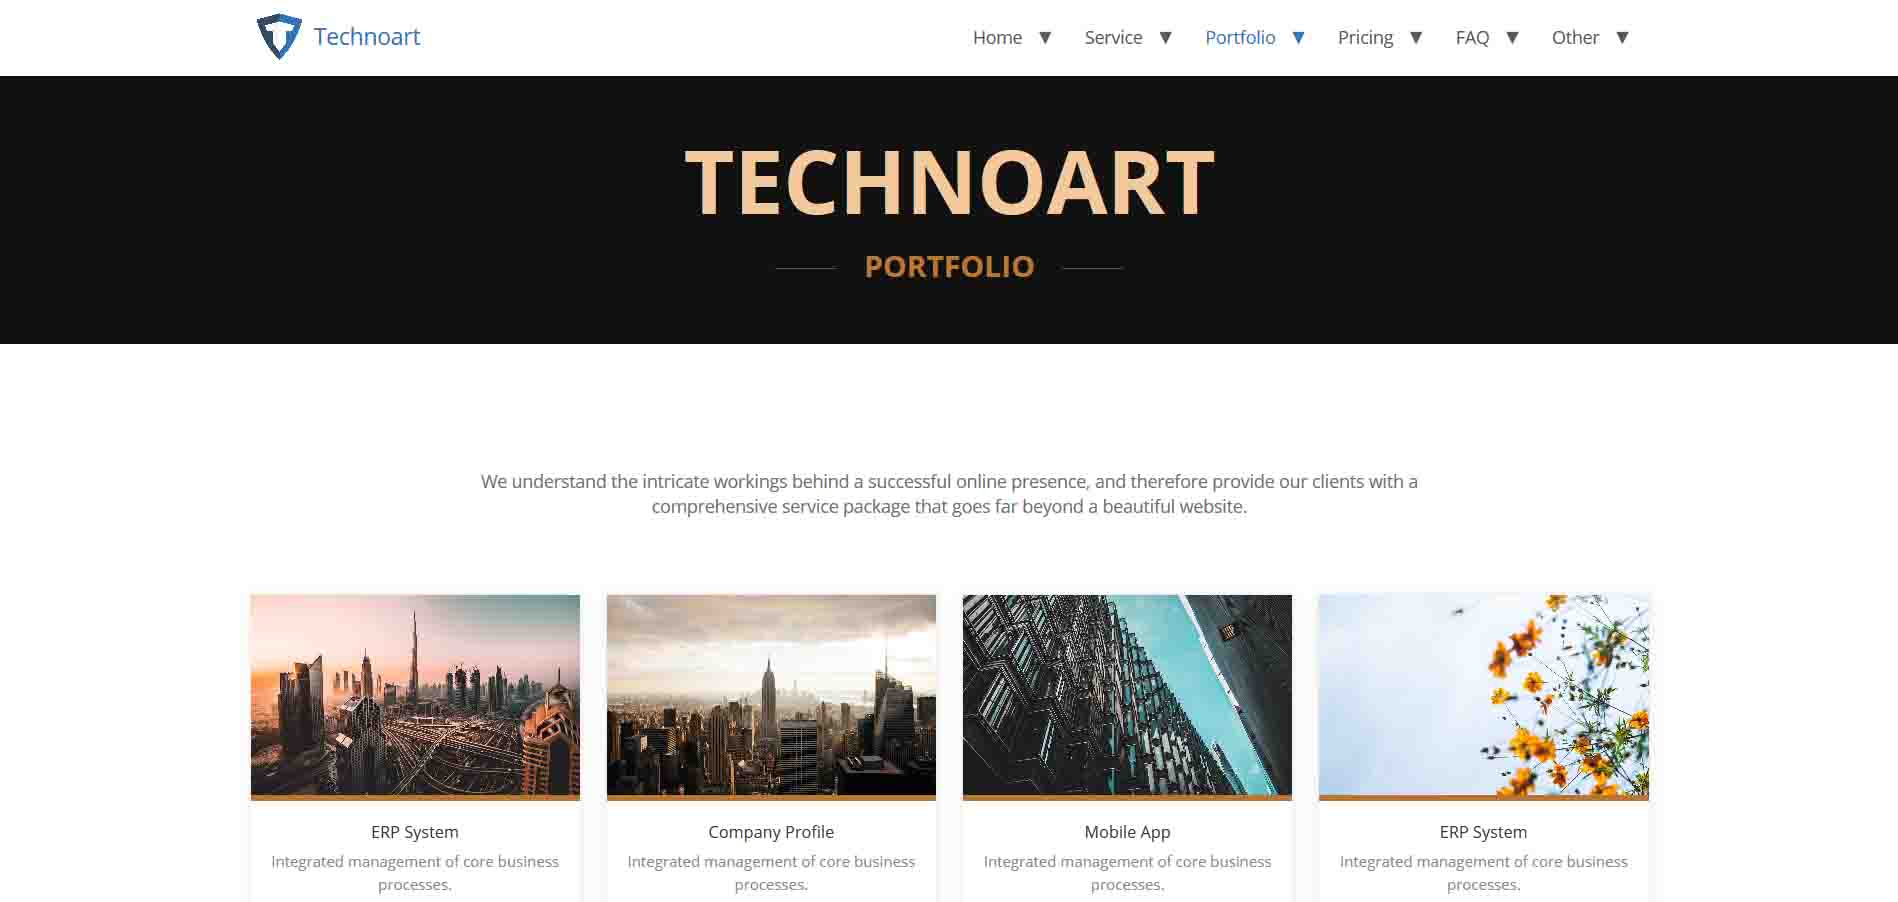 Technoart
Home ▼ Service ▼ Portfolio ▼ Pricing ▼ FAQ ▼ Other ▼
TECHNOART
PORTFOLIO
We understand the intricate workings behind a successful online presence, and therefore provide our clients with a
comprehensive service package that goes far beyond a beautiful website.
ERP System
Integrated management of core business
processes.
Company Profile
Integrated management of core business
processes.
Mobile App
Integrated management of core business
processes.
ERP System
Integrated management of core business
processes.